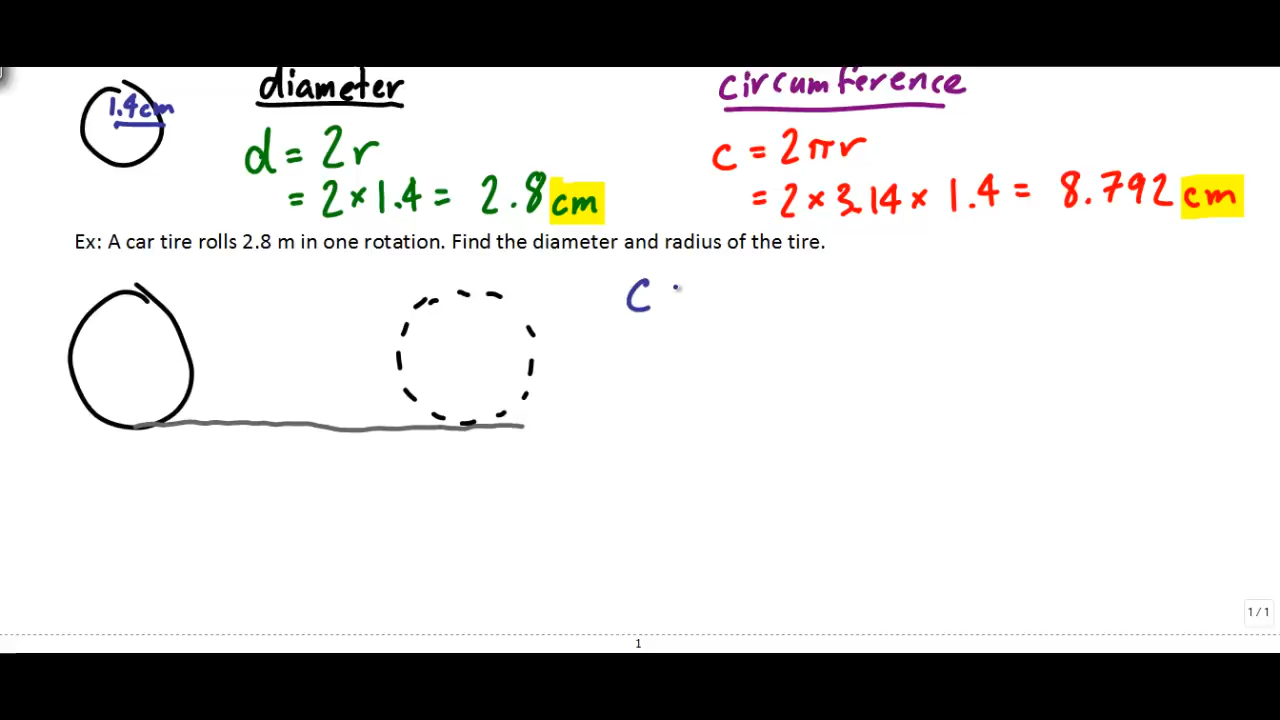 diameter
circumference
1.4cm
d = 2r
c = 2πr
= 2 × 1.4 = 2.8 cm
= 2 × 3.14 × 1.4 = 8.792 cm
Ex: A car tire rolls 2.8 m in one rotation. Find the diameter and radius of the tire.
C
1 / 1
1